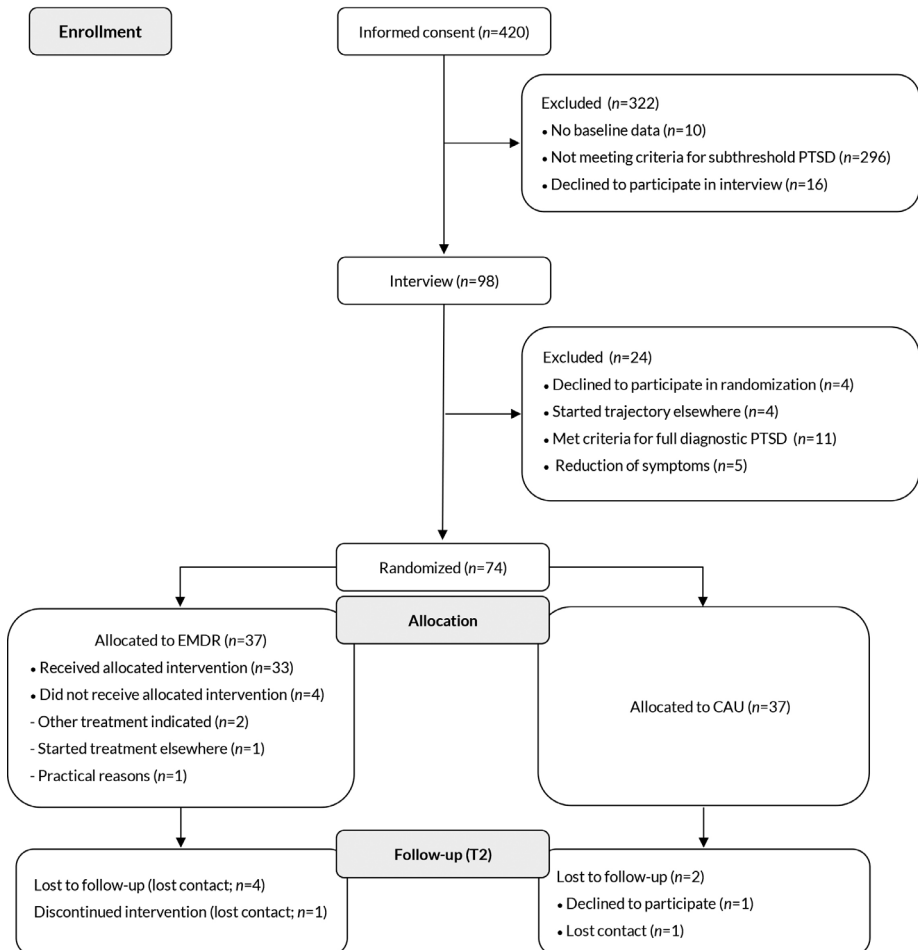 Enrollment
Informed consent (n=420)
Excluded (n=322)
• No baseline data (n=10)
• Not meeting criteria for subthreshold PTSD (n=296)
• Declined to participate in interview (n=16)
Interview (n=98)
Excluded (n=24)
• Declined to participate in randomization (n=4)
• Started trajectory elsewhere (n=4)
• Met criteria for full diagnostic PTSD (n=11)
• Reduction of symptoms (n=5)
Randomized (n=74)
Allocation
Allocated to EMDR (n=37)
• Received allocated intervention (n=33)
• Did not receive allocated intervention (n=4)
- Other treatment indicated (n=2)
- Started treatment elsewhere (n=1)
- Practical reasons (n=1)
Allocated to CAU (n=37)
Follow-up (T2)
Lost to follow-up (lost contact; n=4)
Discontinued intervention (lost contact; n=1)
Lost to follow-up (n=2)
• Declined to participate (n=1)
• Lost contact (n=1)